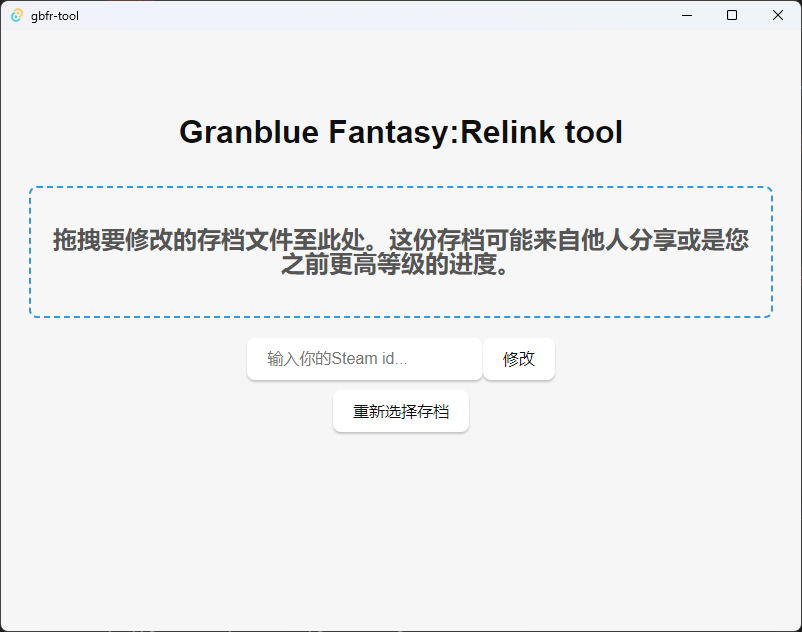 gbfr-tool
Granblue Fantasy:Relink tool
拖拽要修改的存档文件至此处。这份存档可能来自他人分享或是您
之前更高等级的进度。
输入你的Steam id...
修改
重新选择存档